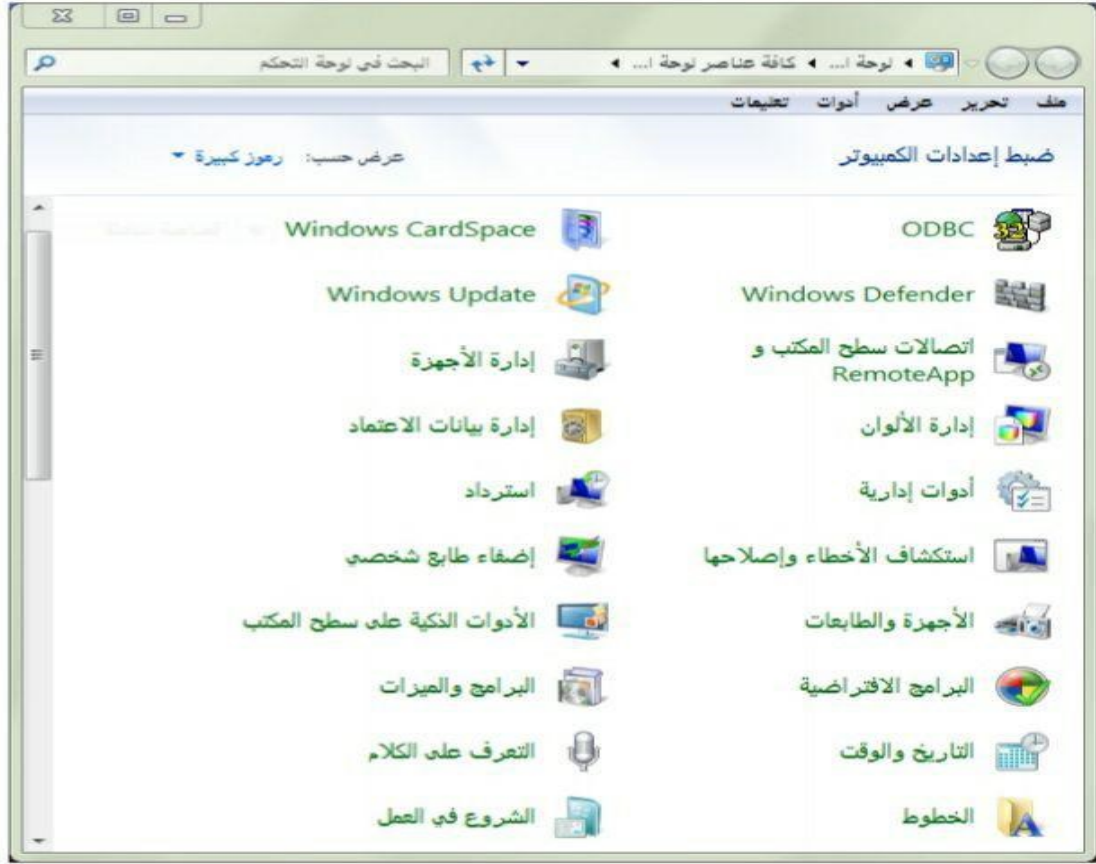 لوحة ا... كافة عناصر لوحة ا...
البحث في لوحة التحكم
ملف تحرير عرض أدوات تعليمات
ضبط إعدادات الكمبيوتر
عرض حسب: رموز كبيرة
ODBC
Windows CardSpace
Windows Defender
Windows Update
اتصالات سطح المكتب و
RemoteApp
إدارة الأجهزة
إدارة الألوان
إدارة بيانات الاعتماد
أدوات إدارية
استرداد
استكشاف الأخطاء وإصلاحها
إضفاء طابع شخصي
الأجهزة والطابعات
الأدوات الذكية على سطح المكتب
البرامج الافتراضية
البرامج والميزات
التاريخ والوقت
التعرف على الكلام
الخطوط
الشروع في العمل